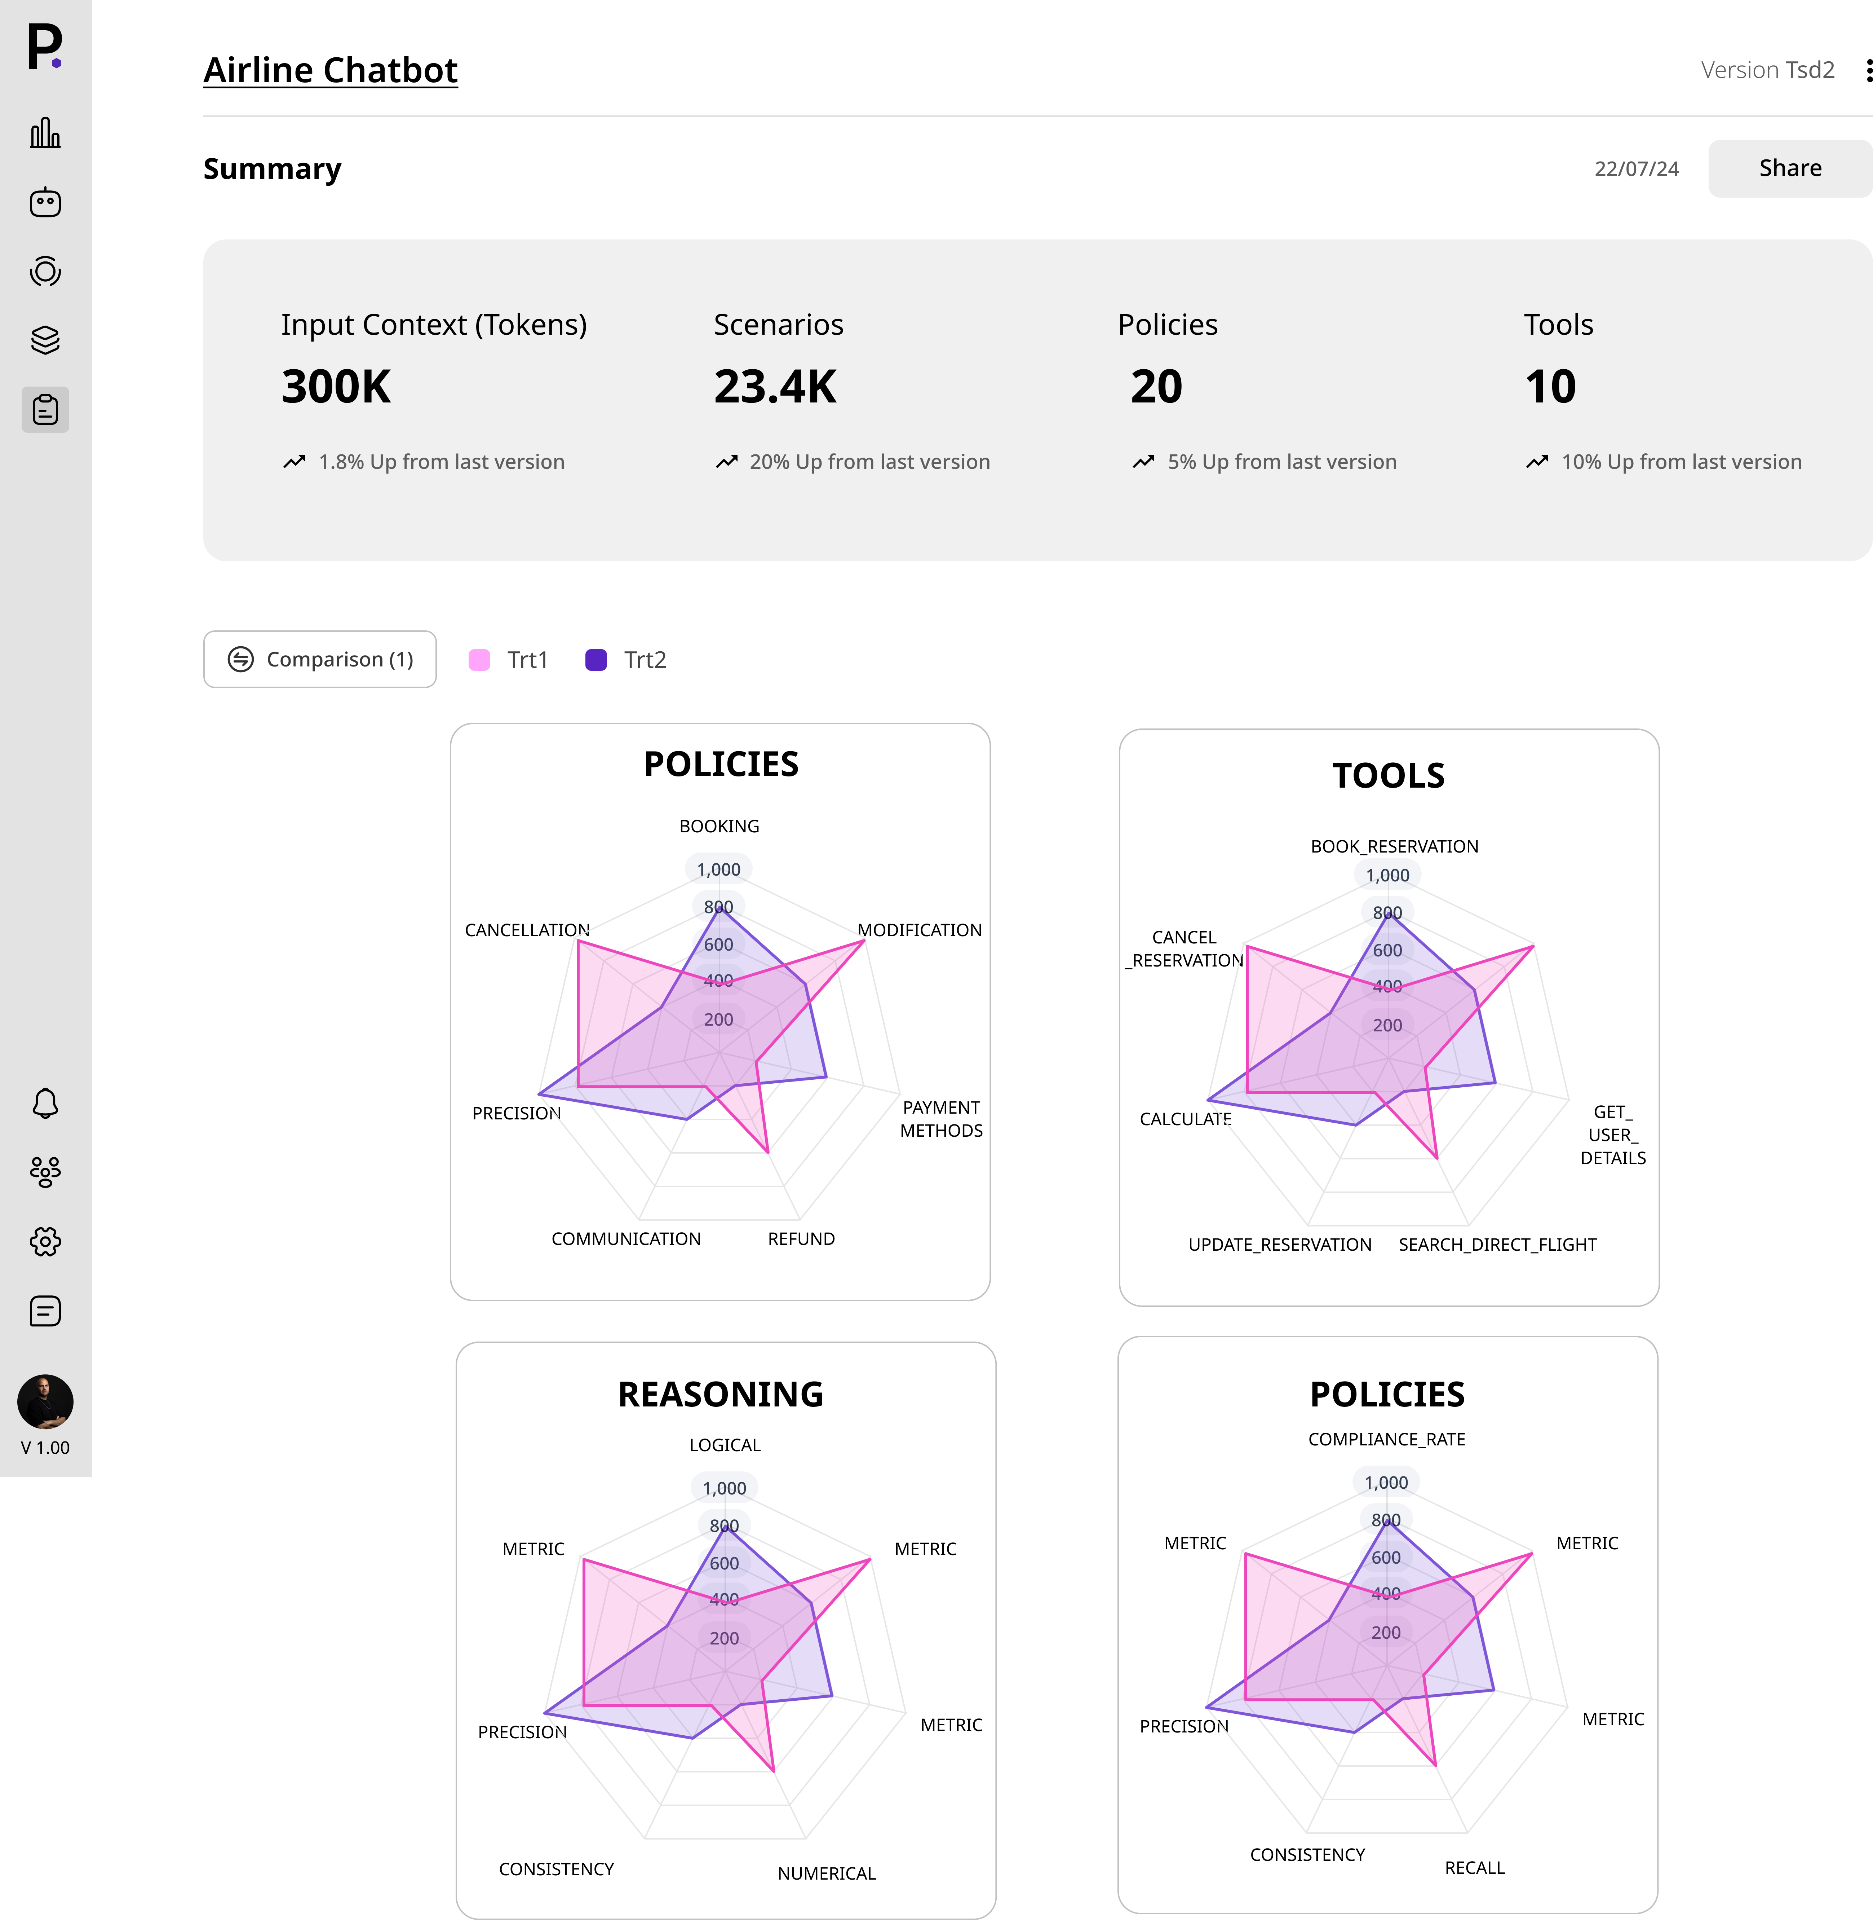 P.
Airline Chatbot
Version Tsd2
Summary
22/07/24
Share
Input Context (Tokens)
300K
1.8% Up from last version
Scenarios
23.4K
20% Up from last version
Policies
20
5% Up from last version
Tools
10
10% Up from last version
Comparison (1)
Trt1
Trt2
POLICIES
BOOKING
1,000
800
600
400
200
CANCELLATION
MODIFICATION
PRECISION
PAYMENT
METHODS
COMMUNICATION
REFUND
TOOLS
BOOK_RESERVATION
1,000
800
600
400
200
CANCEL
_RESERVATION
CALCULATE
GET_
USER_
DETAILS
UPDATE_RESERVATION
SEARCH_DIRECT_FLIGHT
REASONING
LOGICAL
1,000
800
600
400
200
METRIC
METRIC
PRECISION
METRIC
CONSISTENCY
NUMERICAL
POLICIES
COMPLIANCE_RATE
1,000
800
600
400
200
METRIC
METRIC
PRECISION
METRIC
CONSISTENCY
RECALL
V 1.00